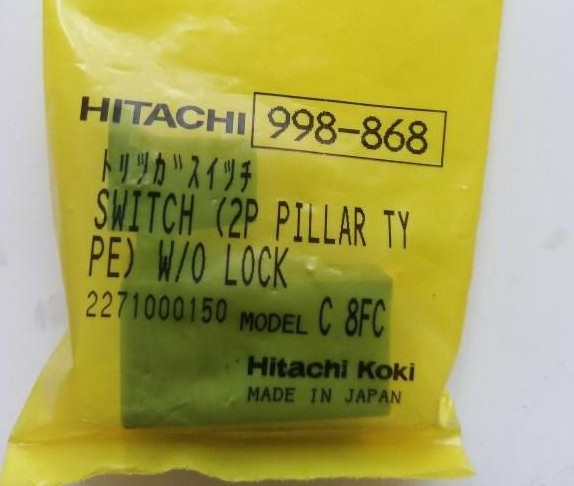 HITACHI 998-868
ﾄﾘﾂｶﾞｽｲﾂﾁ
SWITCH (2P PILLAR TY
PE) W/O LOCK
2271000150 MODEL C 8FC
Hitachi Koki
MADE IN JAPAN